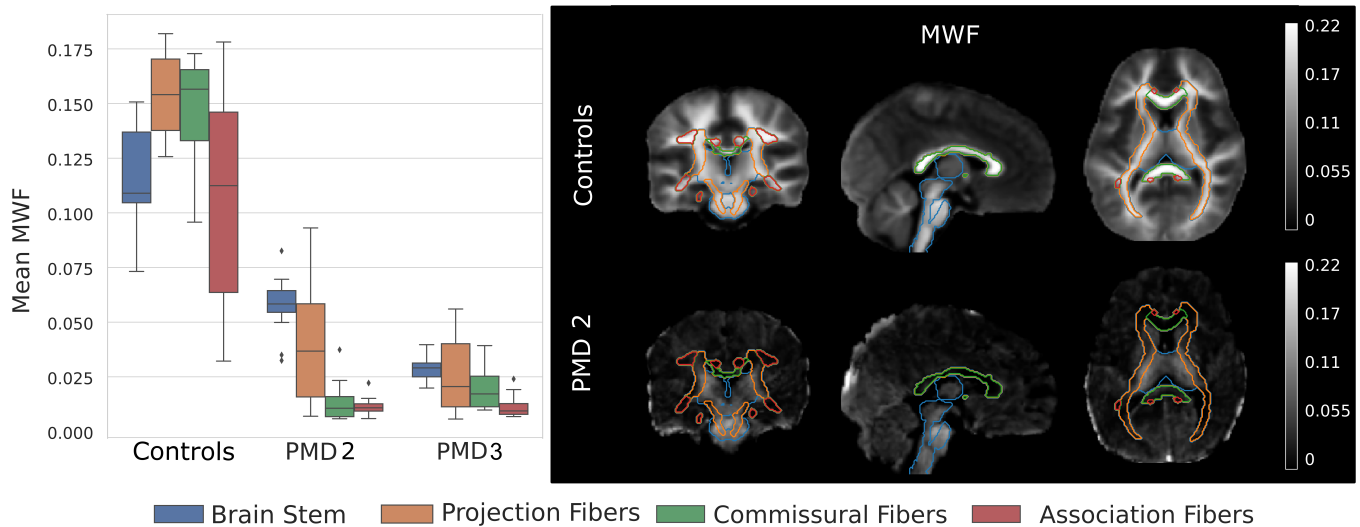 Mean MWF
0.175
0.150
0.125
0.100
0.075
0.050
0.025
0.000
Controls
PMD 2
PMD 3
MWF
Controls
0.22
0.17
0.11
0.055
0
PMD 2
0.22
0.17
0.11
0.055
0
Brain Stem
Projection Fibers
Commissural Fibers
Association Fibers